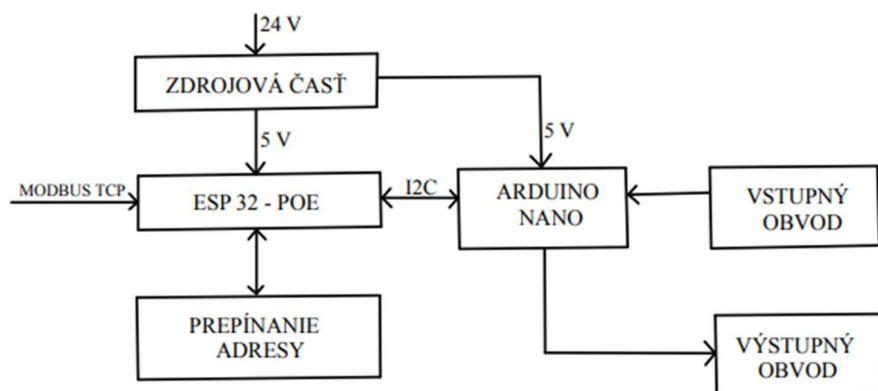 24 V
ZDROJOVÁ ČASŤ
5 V
5 V
MODBUS TCP
ESP 32 - POE
I2C
ARDUINO
NANO
VSTUPNÝ
OBVOD
PREPÍNANIE
ADRESY
VÝSTUPNÝ
OBVOD